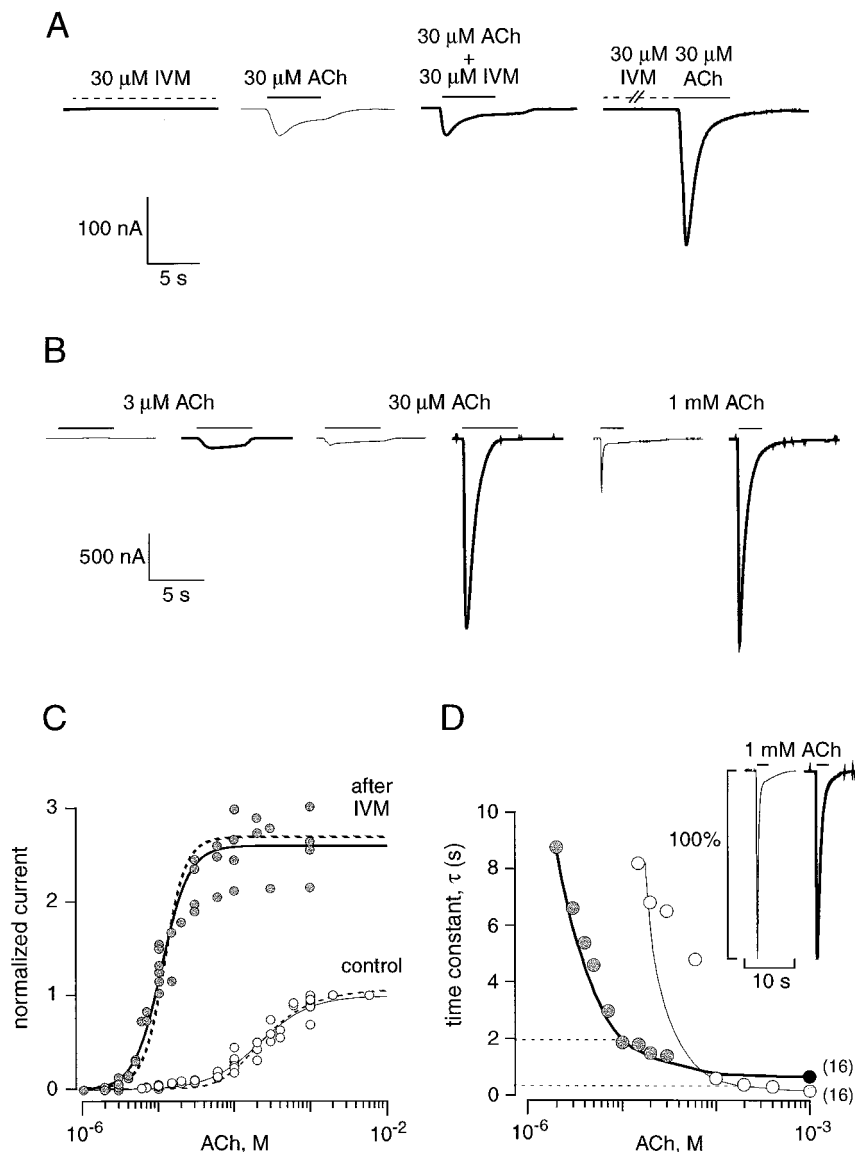 A
30 µM IVM
30 µM ACh
30 µM ACh
+
30 µM IVM
30 µM
IVM
30 µM
ACh
100 nA
5 s
B
3 µM ACh
30 µM ACh
1 mM ACh
500 nA
5 s
C
3
2
1
0
normalized current
after
IVM
control
10-6
10-4
10-2
ACh, M
D
10
8
6
4
2
0
time constant, τ (s)
1 mM ACh
100%
10 s
(16)
(16)
10-6
10-3
ACh, M